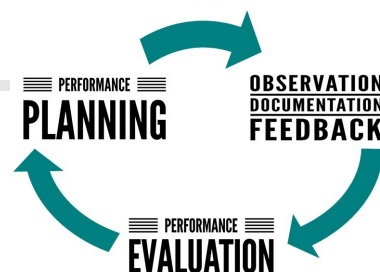 PERFORMANCE
PLANNING
OBSERVATION
DOCUMENTATION
FEEDBACK
PERFORMANCE
EVALUATION